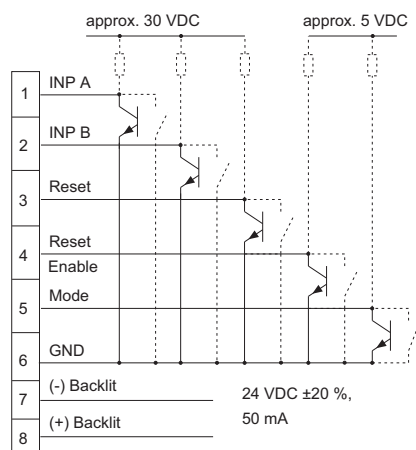 approx. 30 VDC
approx. 5 VDC
1
INP A
2
INP B
3
Reset
4
Reset
Enable
5
Mode
6
GND
7
(-) Backlit
8
(+) Backlit
24 VDC ±20 %,
50 mA